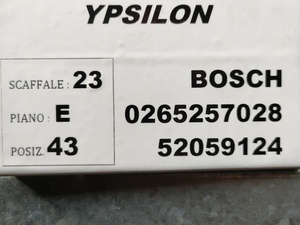 YPSILON
SCAFFALE : 23
PIANO : E
POSIZ. 43
BOSCH
0265257028
52059124